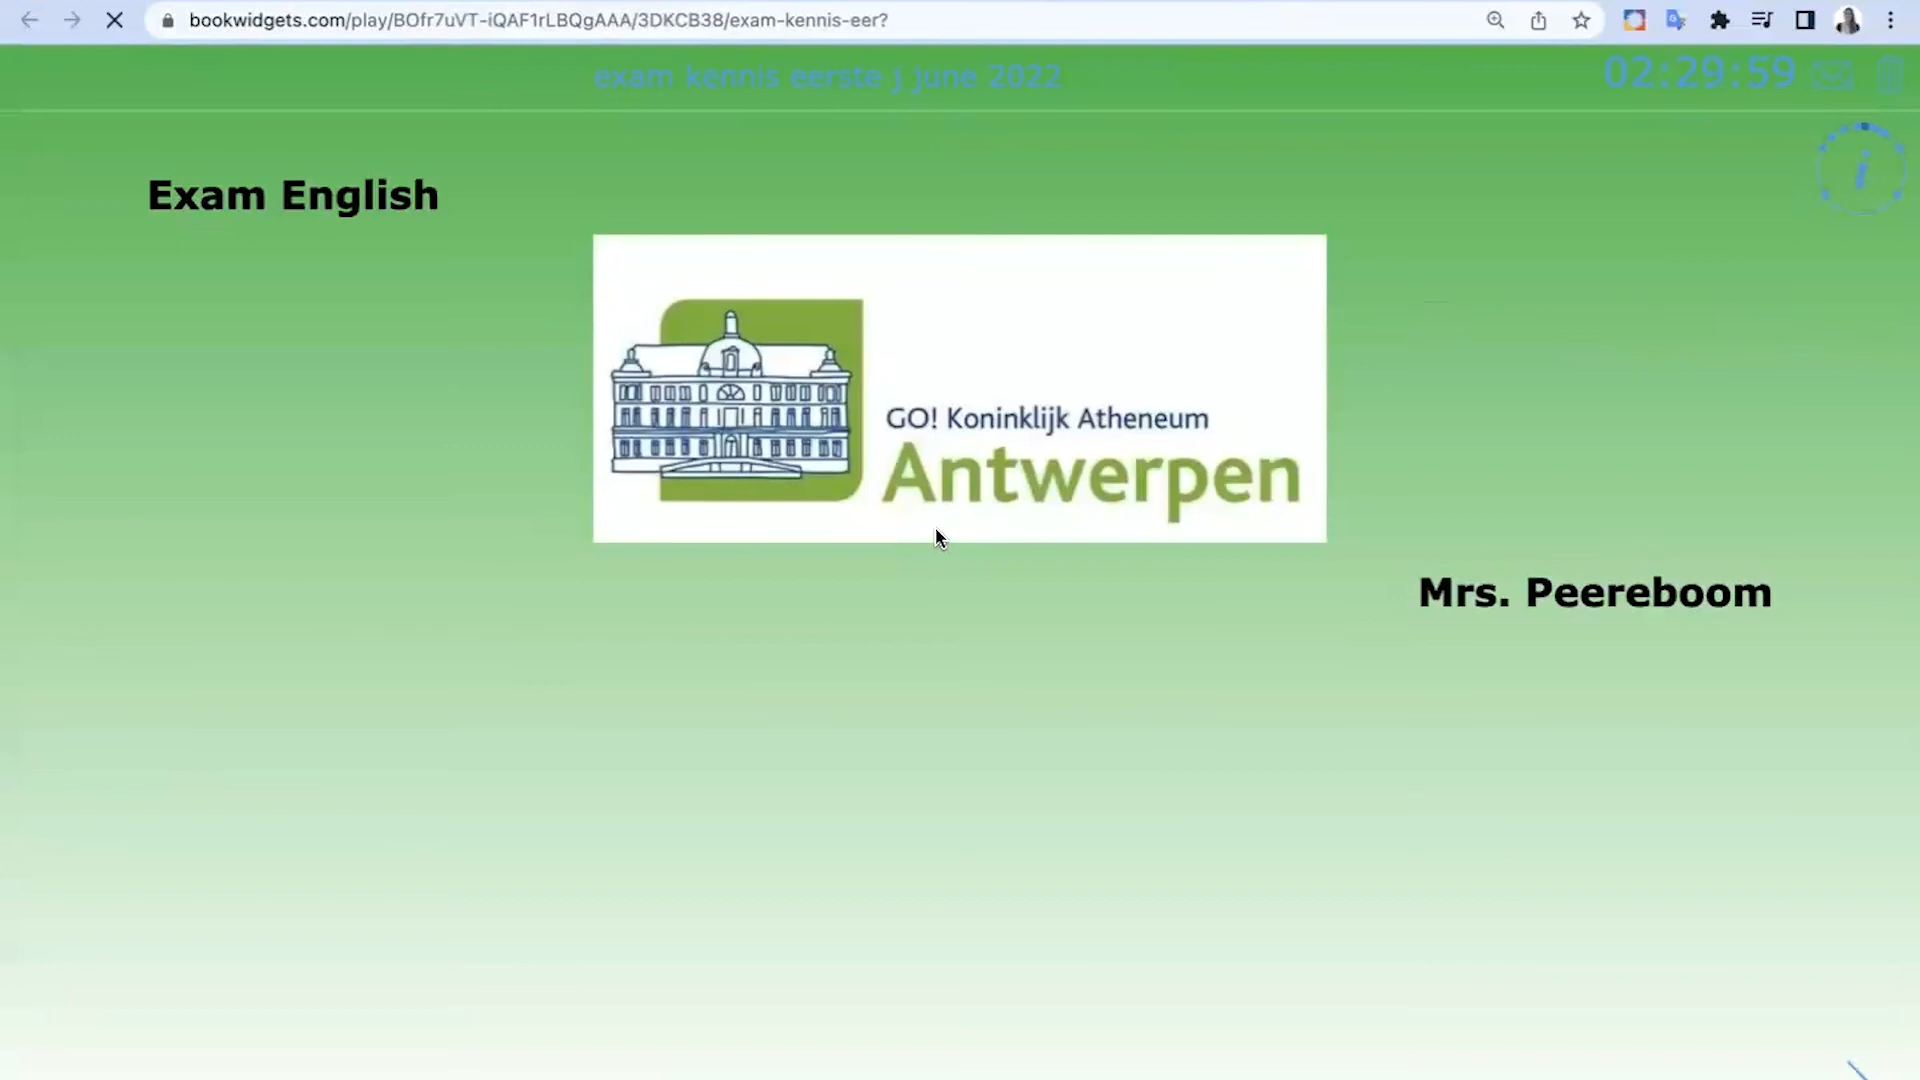 bookwidgets.com/play/BOfr7uVT-iQAF1rLBQgAAA/3DKCB38/exam-kennis-eer?
exam kennis eerste j june 2022
02:29:59
i
Exam English
GO! Koninklijk Atheneum
Antwerpen
Mrs. Peereboom